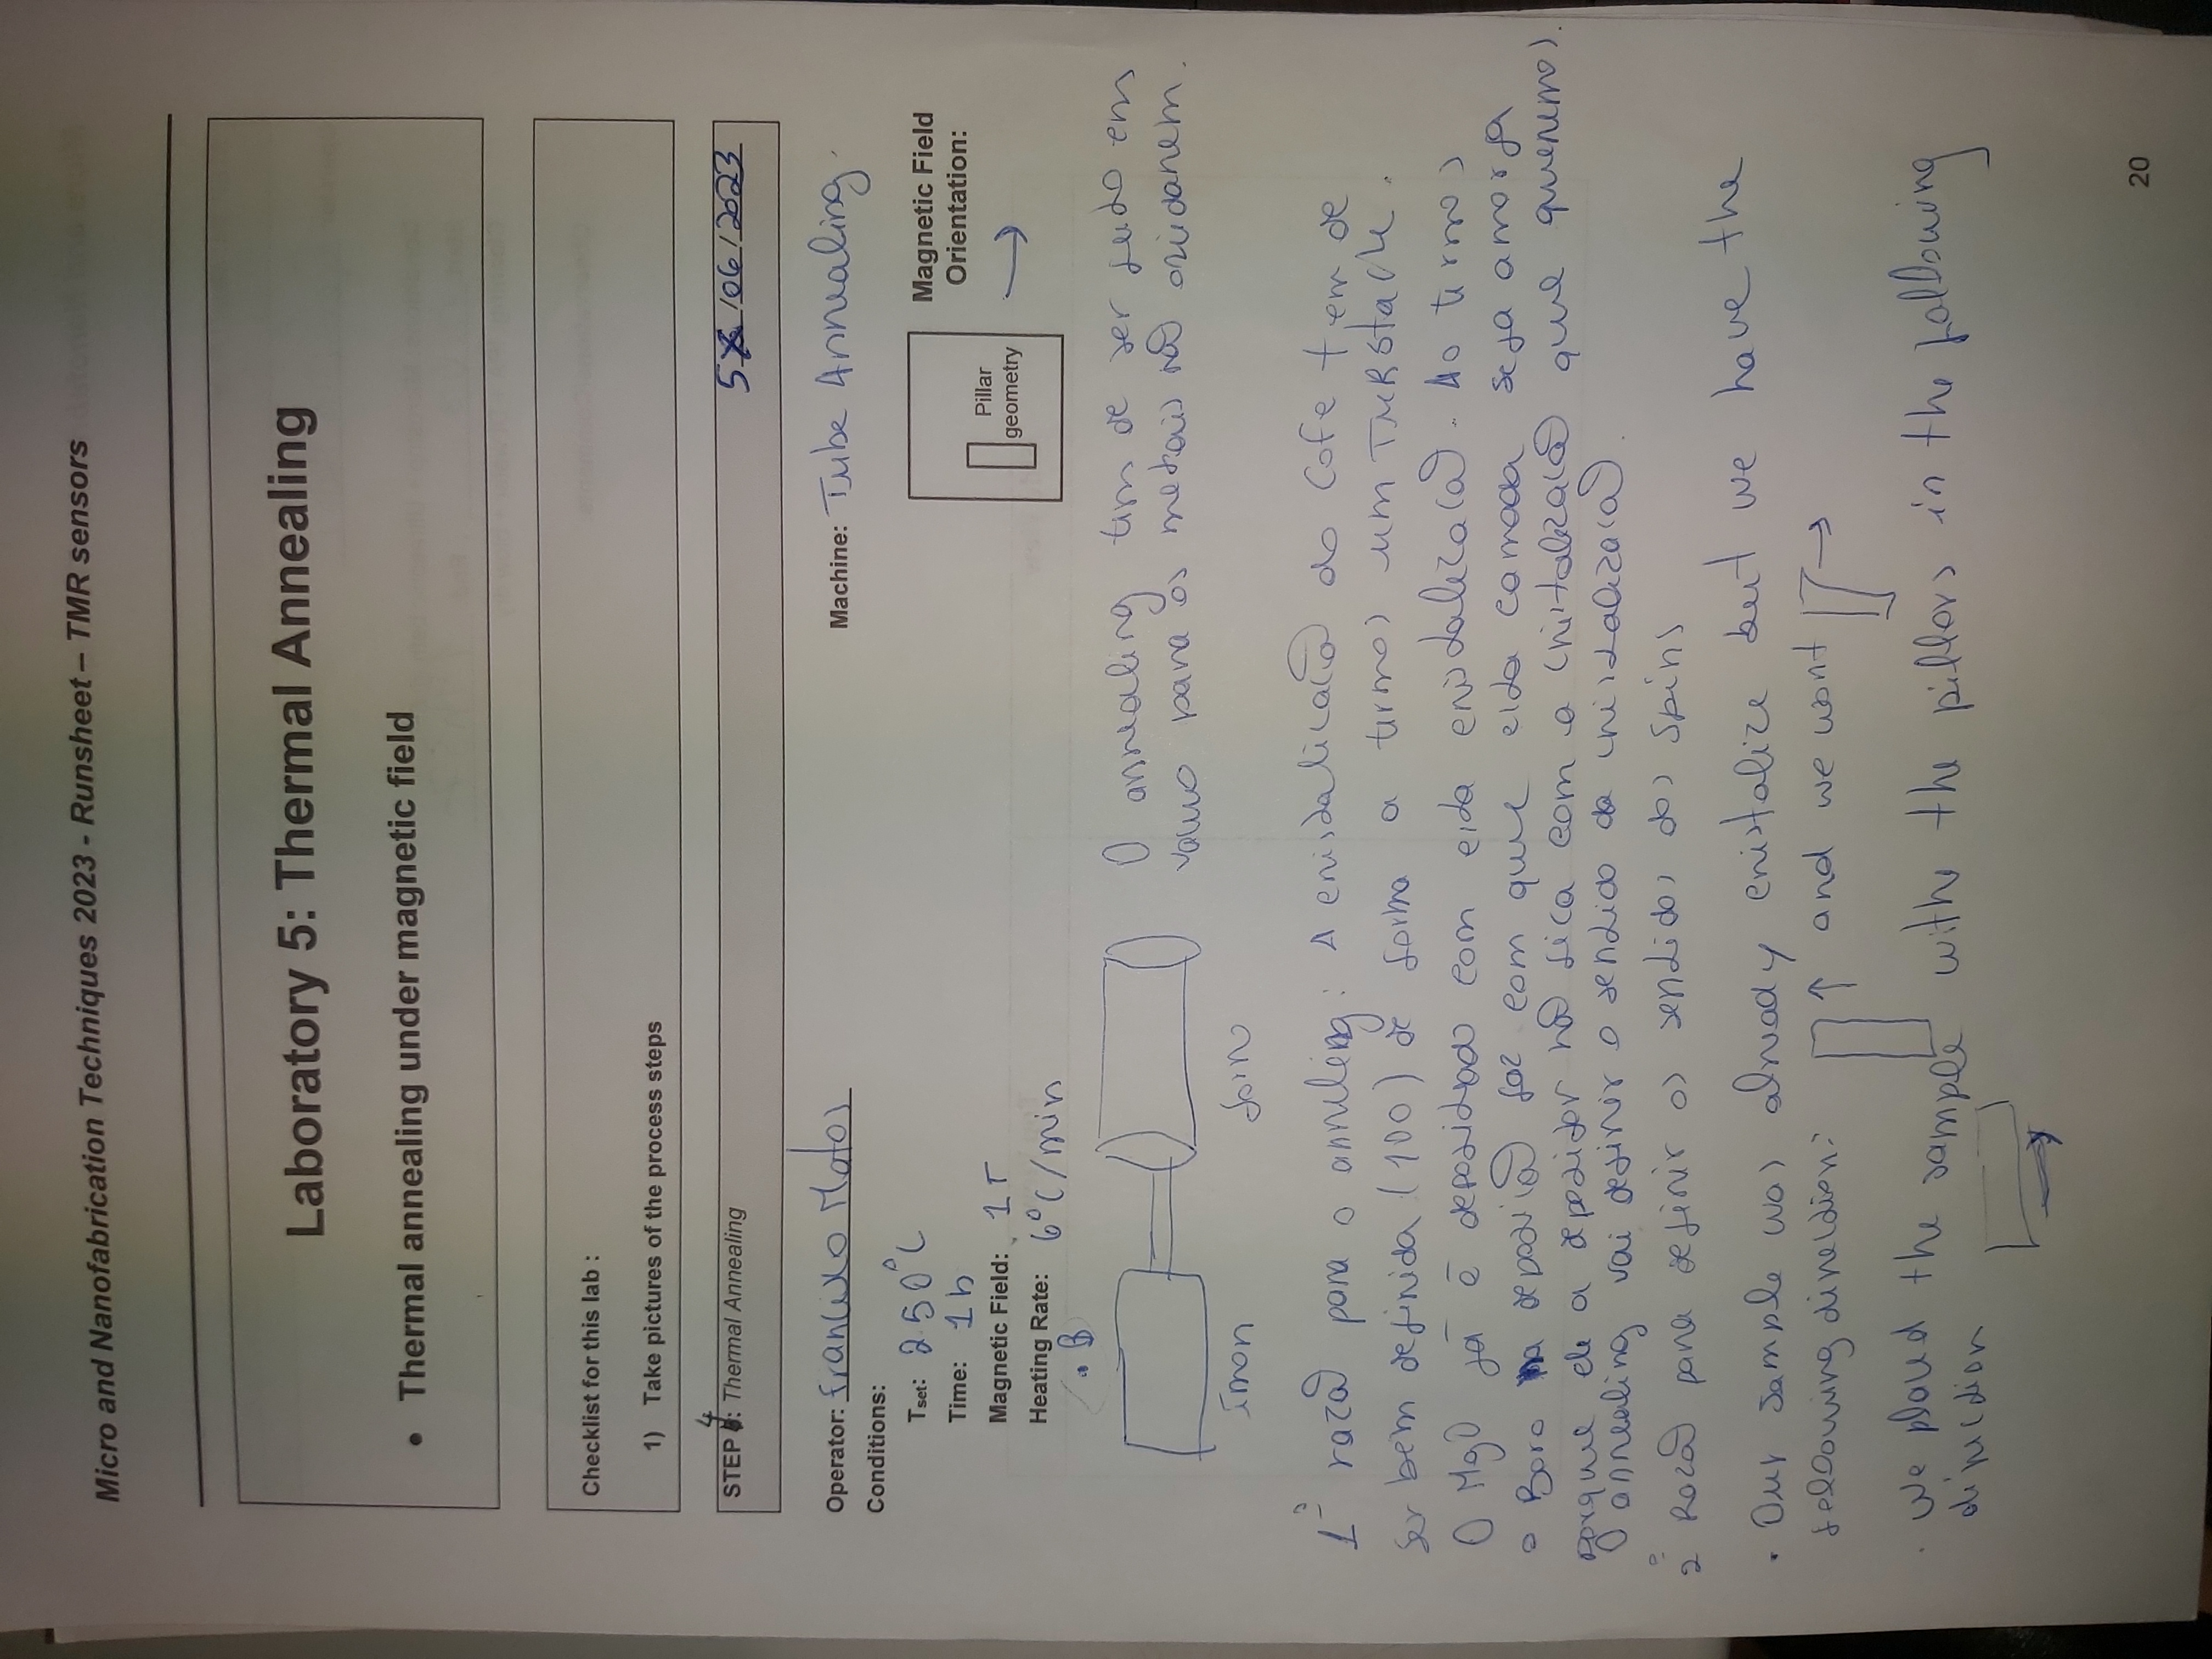 Micro and Nanofabrication Techniques 2023 - Runsheet – TMR sensors
Laboratory 5: Thermal Annealing
• Thermal annealing under magnetic field
Checklist for this lab :
1) Take pictures of the process steps
STEP 4: Thermal Annealing 5/06/2023
Operator: Francisco Matos Machine: Tube Annealing
Conditions:
Tset: 250°C
Time: 1h
Magnetic Field: 1T
Heating Rate: 6°C/min
Pillar
geometry
Magnetic Field
Orientation:
→
• B
Íman forno
O annealing tem de ser feito em
vacuo para os metais não oxidarem.
1ª razão para o anneling: A cristalicação do CoFe tem de
ser bem definida (100) de forma a termos um TMR stack.
O MgO já é depositado com esta cristalização. Ao termos
o Boro na deposição faz com que esta camada seja amorfa
porque ele a depositar não fica com a cristalização que queremos.
O annealing vai definir o sentido da cristalização.
2ª Razão para definir os sentidos dos spins
• Our sample was already cristalize but we have the
following direction: ↑ and we want →
• We placed the sample withe the pillars in the following
direction
→
20